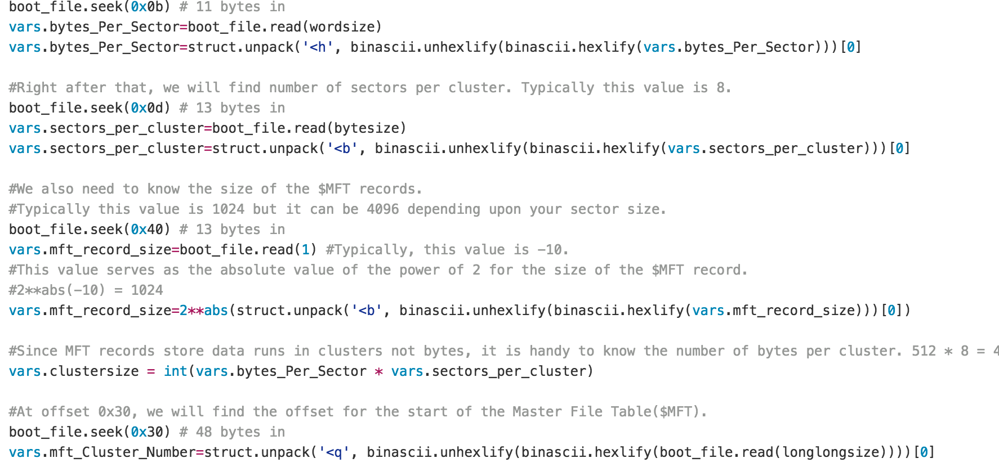 boot_file.seek(0x0b) # 11 bytes in
vars.bytes_Per_Sector=boot_file.read(wordsize)
vars.bytes_Per_Sector=struct.unpack('<h', binascii.unhexlify(binascii.hexlify(vars.bytes_Per_Sector)))[0]

#Right after that, we will find number of sectors per cluster. Typically this value is 8.
boot_file.seek(0x0d) # 13 bytes in
vars.sectors_per_cluster=boot_file.read(bytesize)
vars.sectors_per_cluster=struct.unpack('<b', binascii.unhexlify(binascii.hexlify(vars.sectors_per_cluster)))[0]

#We also need to know the size of the $MFT records.
#Typically this value is 1024 but it can be 4096 depending upon your sector size.
boot_file.seek(0x40) # 13 bytes in
vars.mft_record_size=boot_file.read(1) #Typically, this value is -10.
#This value serves as the absolute value of the power of 2 for the size of the $MFT record.
#2**abs(-10) = 1024
vars.mft_record_size=2**abs(struct.unpack('<b', binascii.unhexlify(binascii.hexlify(vars.mft_record_size)))[0])

#Since MFT records store data runs in clusters not bytes, it is handy to know the number of bytes per cluster. 512 * 8 = 4
vars.clustersize = int(vars.bytes_Per_Sector * vars.sectors_per_cluster)

#At offset 0x30, we will find the offset for the start of the Master File Table($MFT).
boot_file.seek(0x30) # 48 bytes in
vars.mft_Cluster_Number=struct.unpack('<q', binascii.unhexlify(binascii.hexlify(boot_file.read(longlongsize))))[0]